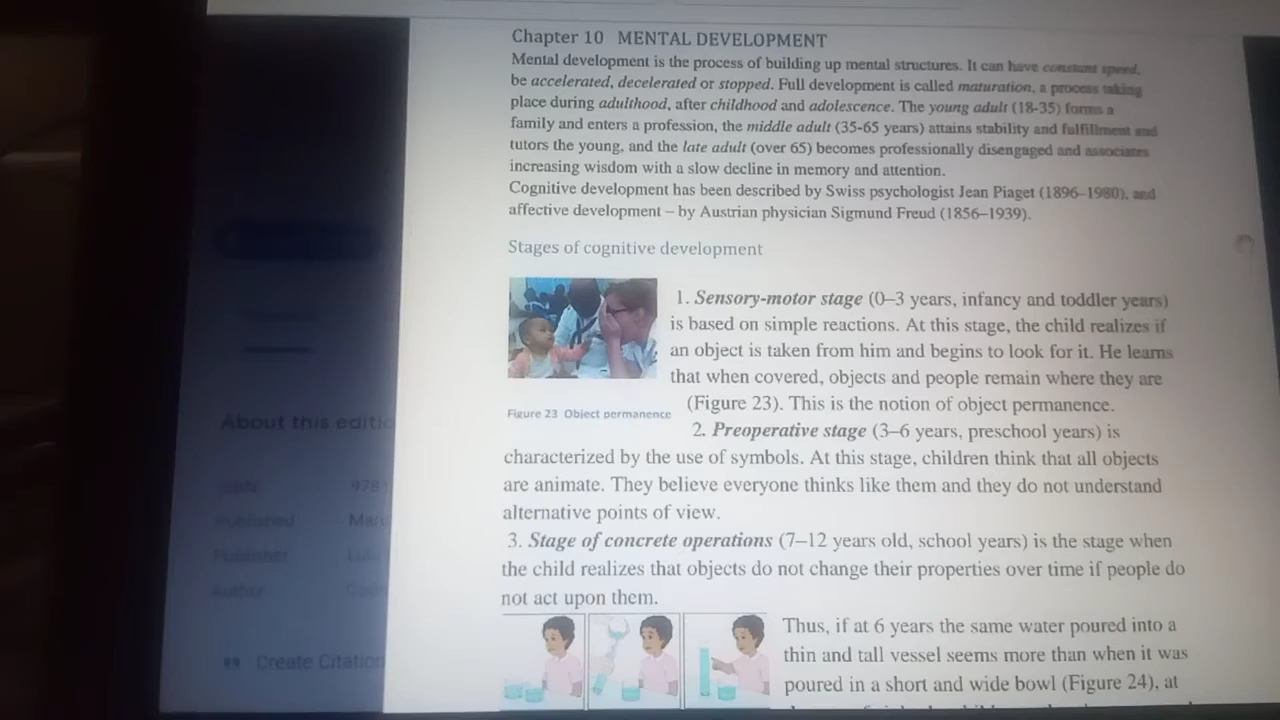 Chapter 10 MENTAL DEVELOPMENT
Mental development is the process of building up mental structures. It can have constant speed,
be accelerated, decelerated or stopped. Full development is called maturation, a process taking
place during adulthood, after childhood and adolescence. The young adult (18-35) forms a
family and enters a profession, the middle adult (35-65 years) attains stability and fulfillment and
tutors the young, and the late adult (over 65) becomes professionally disengaged and associates
increasing wisdom with a slow decline in memory and attention.
Cognitive development has been described by Swiss psychologist Jean Piaget (1896–1980), and
affective development – by Austrian physician Sigmund Freud (1856–1939).
Stages of cognitive development
1. Sensory-motor stage (0–3 years, infancy and toddler years)
is based on simple reactions. At this stage, the child realizes if
an object is taken from him and begins to look for it. He learns
that when covered, objects and people remain where they are
(Figure 23). This is the notion of object permanence.
Figure 23 Object permanence
2. Preoperative stage (3–6 years, preschool years) is
characterized by the use of symbols. At this stage, children think that all objects
are animate. They believe everyone thinks like them and they do not understand
alternative points of view.
3. Stage of concrete operations (7–12 years old, school years) is the stage when
the child realizes that objects do not change their properties over time if people do
not act upon them.
Thus, if at 6 years the same water poured into a
thin and tall vessel seems more than when it was
poured in a short and wide bowl (Figure 24), at
About this
ISBN 9781
Published
Publisher
Author
Create Citation